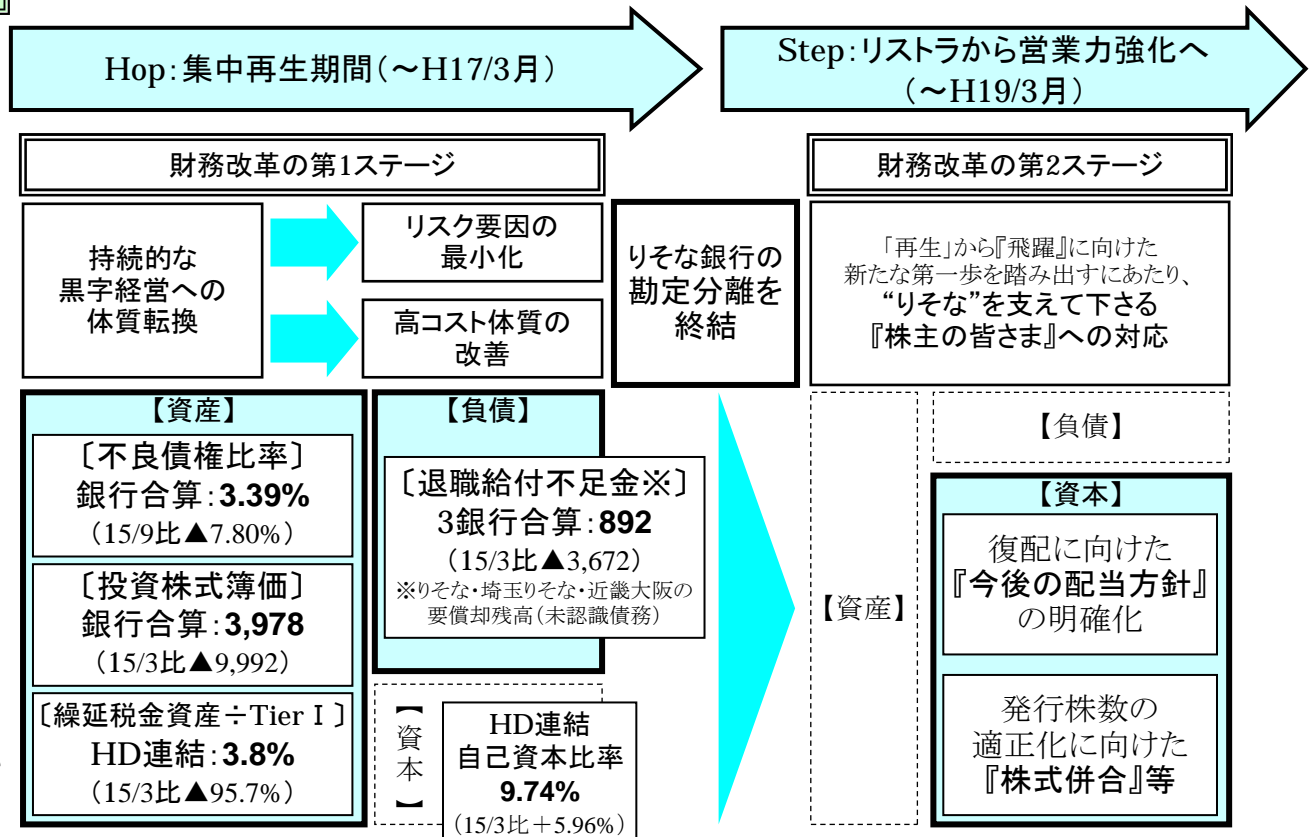 Hop:集中再生期間(～H17/3月)
Step:リストラから営業力強化へ
(～H19/3月)
財務改革の第1ステージ
財務改革の第2ステージ
持続的な
黒字経営への
体質転換
リスク要因の
最小化
高コスト体質の
改善
りそな銀行の
勘定分離を
終結
「再生」から『飛躍』に向けた
新たな第一歩を踏み出すにあたり、
“りそな”を支えて下さる
『株主の皆さま』への対応
【資産】
〔不良債権比率〕
銀行合算:3.39%
(15/9比▲7.80%)
〔投資株式簿価〕
銀行合算:3,978
(15/3比▲9,992)
〔繰延税金資産÷TierⅠ〕
HD連結:3.8%
(15/3比▲95.7%)
【負債】
〔退職給付不足金※〕
3銀行合算:892
(15/3比▲3,672)
※りそな・埼玉りそな・近畿大阪の
要償却残高(未認識債務)
【資本】
HD連結
自己資本比率
9.74%
(15/3比＋5.96%)
【資産】
【負債】
【資本】
復配に向けた
『今後の配当方針』
の明確化
発行株数の
適正化に向けた
『株式併合』等